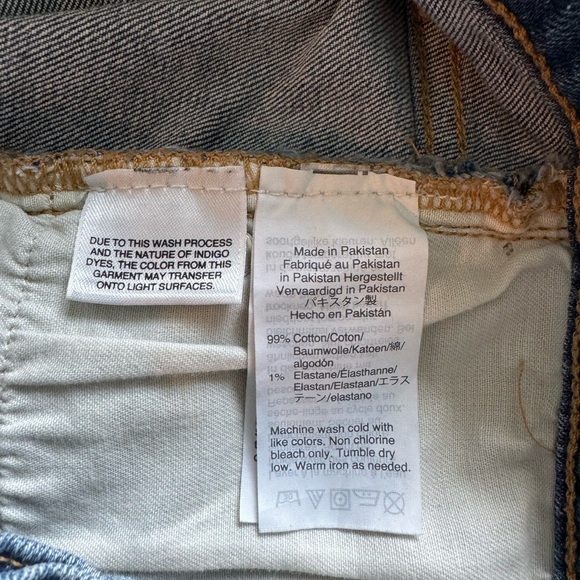 DUE TO THIS WASH PROCESS
AND THE NATURE OF INDIGO
DYES, THE COLOR FROM THIS
GARMENT MAY TRANSFER
ONTO LIGHT SURFACES.
Made in Pakistan
Fabriqué au Pakistan
in Pakistan Hergestellt
Vervaardigd in Pakistan
パキスタン製
Hecho en Pakistán
99% Cotton/Coton/
Baumwolle/Katoen/綿/
algodón
1% Elastane/Élasthanne/
Elastan/Elastaan/エラス
テーン/elastano
Machine wash cold with
like colors. Non chlorine
bleach only. Tumble dry
low. Warm iron as needed.